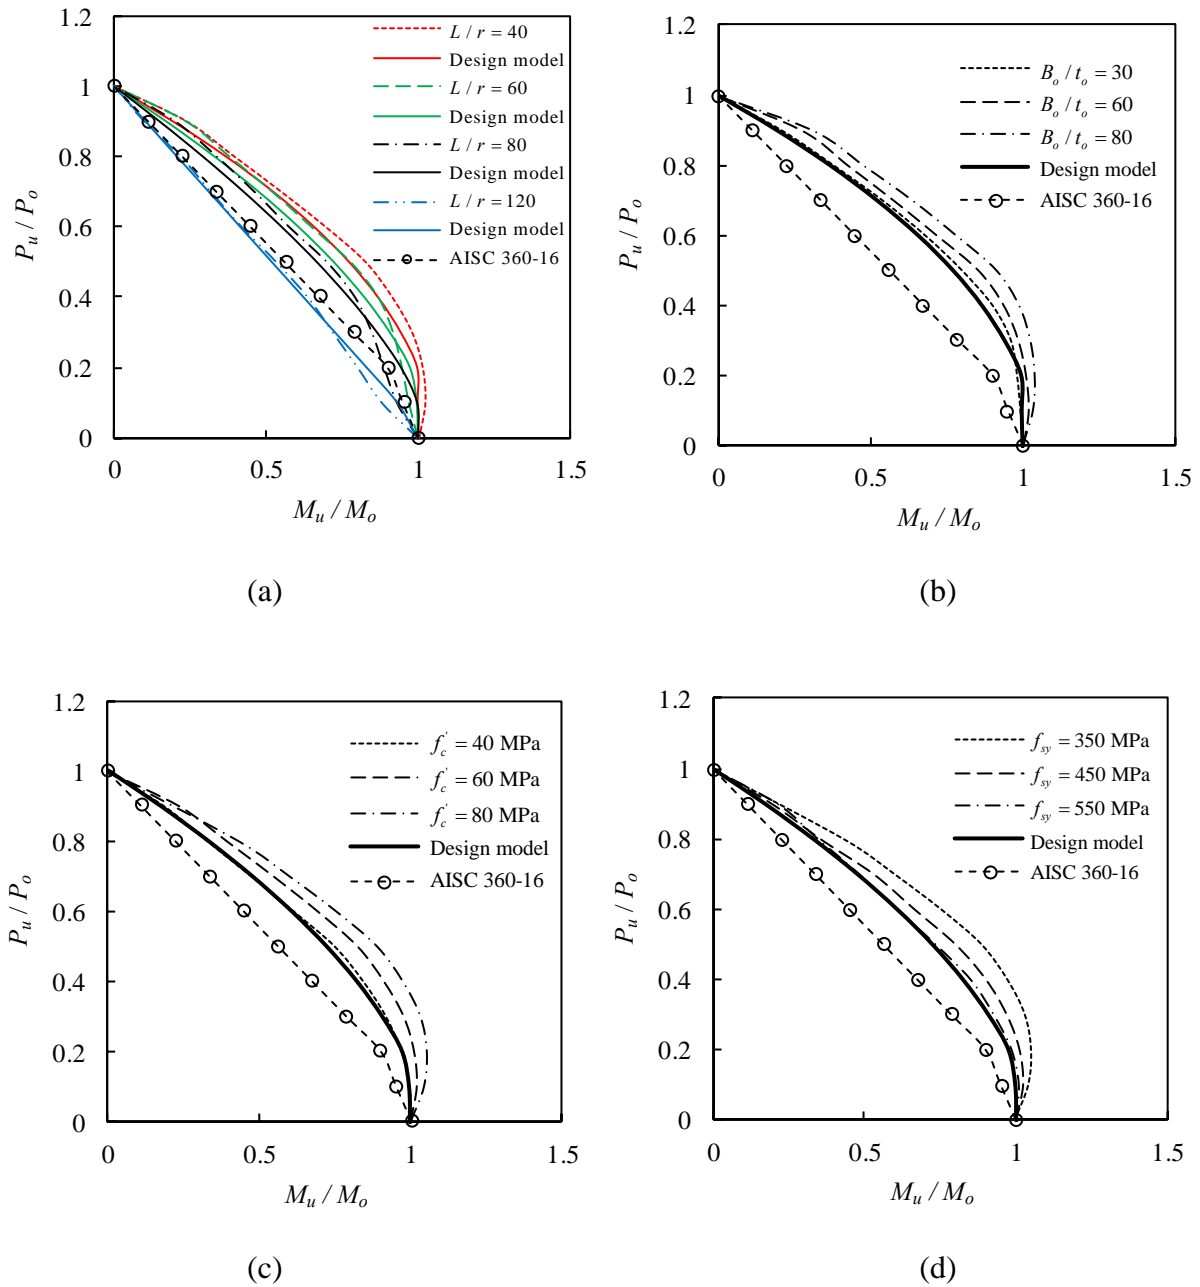 1.2
L / r = 40
Design model
L / r = 60
Design model
L / r = 80
Design model
L / r = 120
Design model
AISC 360-16
1
0.8
0.6
0.4
0.2
0
0 0.5 1 1.5
P_u / P_o
M_u / M_o
(a)
1.2
B_o / t_o = 30
B_o / t_o = 60
B_o / t_o = 80
Design model
AISC 360-16
1
0.8
0.6
0.4
0.2
0
0 0.5 1 1.5
P_u / P_o
M_u / M_o
(b)
1.2
f_c' = 40 MPa
f_c' = 60 MPa
f_c' = 80 MPa
Design model
AISC 360-16
1
0.8
0.6
0.4
0.2
0
0 0.5 1 1.5
P_u / P_o
M_u / M_o
(c)
1.2
f_sy = 350 MPa
f_sy = 450 MPa
f_sy = 550 MPa
Design model
AISC 360-16
1
0.8
0.6
0.4
0.2
0
0 0.5 1 1.5
P_u / P_o
M_u / M_o
(d)